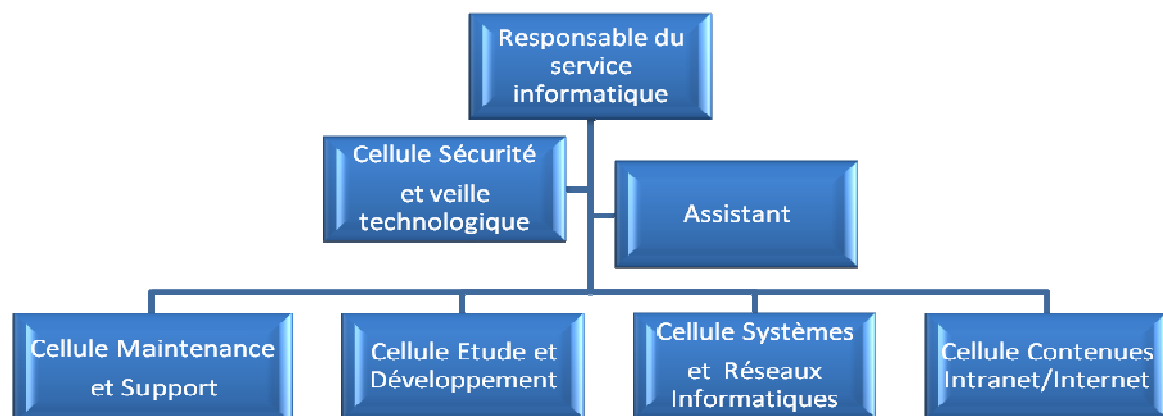 Responsable du
service
informatique
Cellule Sécurité
et veille
technologique
Assistant
Cellule Maintenance
et Support
Cellule Etude et
Développement
Cellule Systèmes
et Réseaux
Informatiques
Cellule Contenues
Intranet/Internet